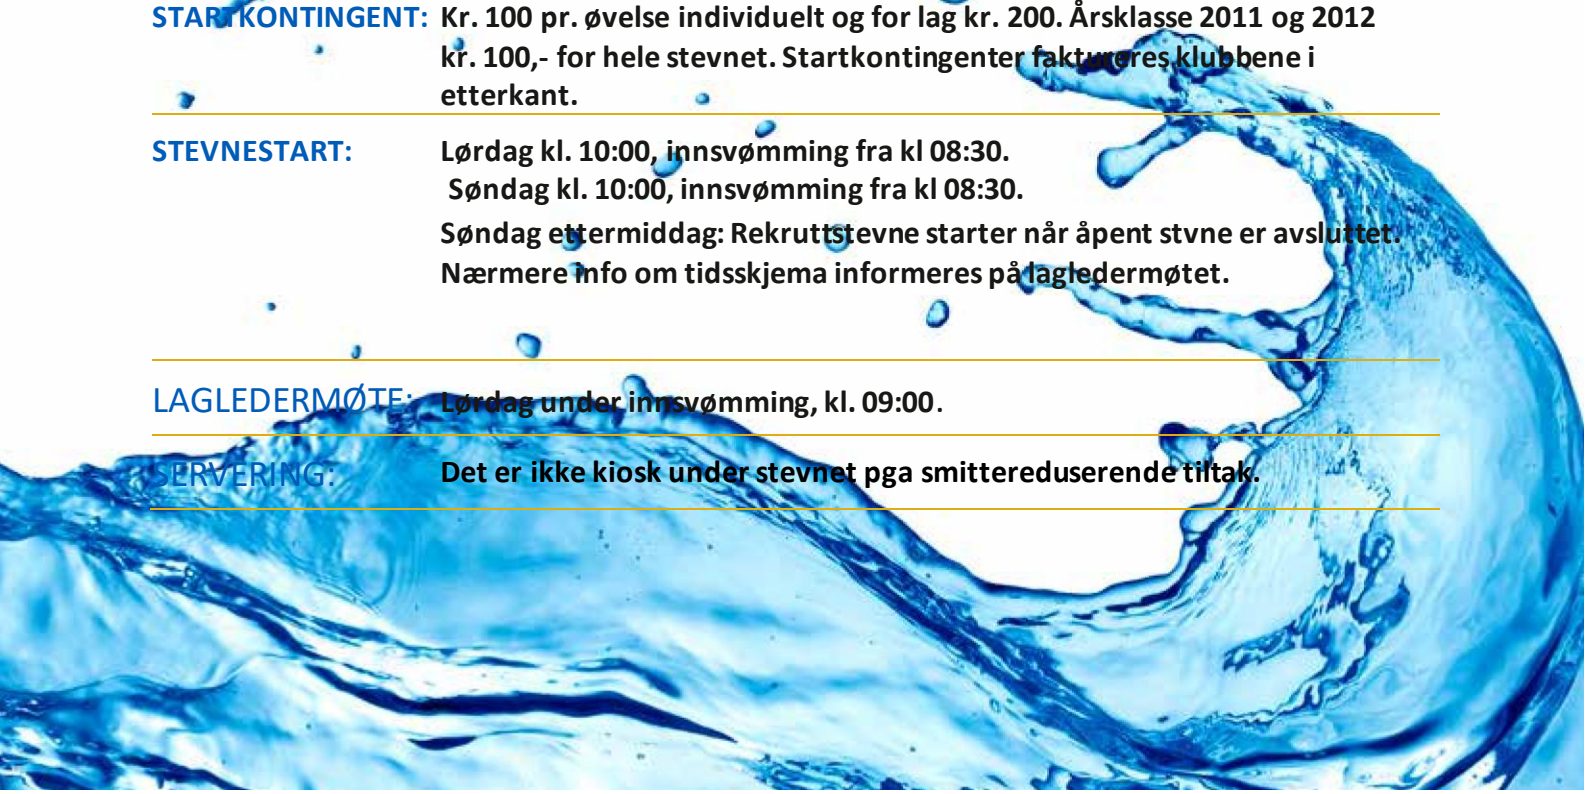 STARTKONTINGENT: Kr. 100 pr. øvelse individuelt og for lag kr. 200. Årsklasse 2011 og 2012
kr. 100,- for hele stevnet. Startkontingenter faktureres klubbene i
etterkant.
STEVNESTART: Lørdag kl. 10:00, innsvømming fra kl 08:30.
Søndag kl. 10:00, innsvømming fra kl 08:30.
Søndag ettermiddag: Rekruttstevne starter når åpent stvne er avsluttet.
Nærmere info om tidsskjema informeres på lagledermøtet.
LAGLEDERMØTE: Lørdag under innsvømming, kl. 09:00.
SERVERING: Det er ikke kiosk under stevnet pga smittereduserende tiltak.